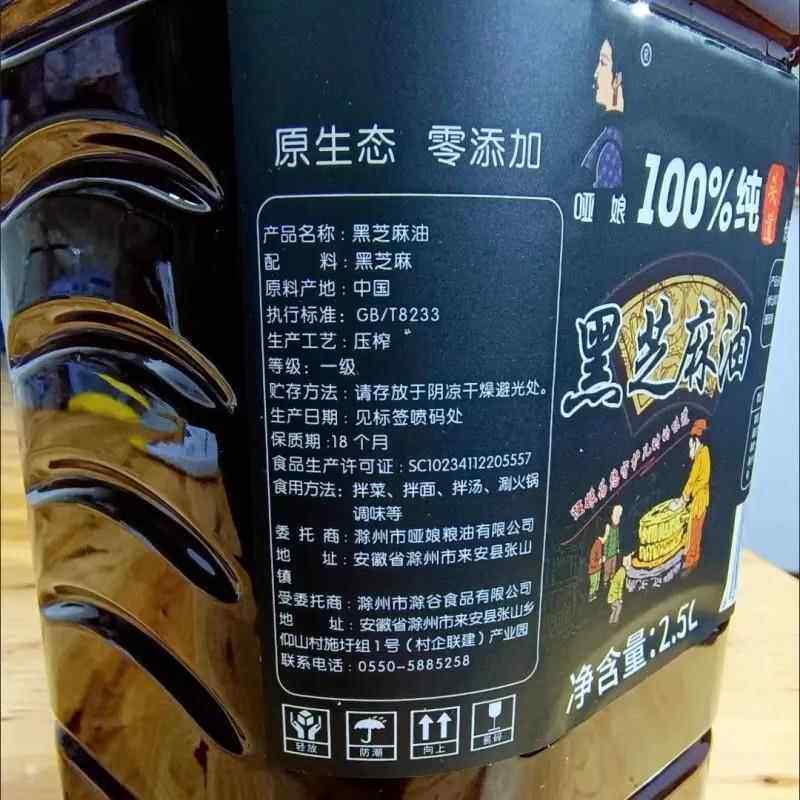 原生态 零添加
产品名称：黑芝麻油
配 料：黑芝麻
原料产地：中国
执行标准：GB/T8233
生产工艺：压榨
等级：一级
贮存方法：请存放于阴凉干燥避光处。
生产日期：见标签喷码处
保质期:18个月
食品生产许可证：SC10234112205557
食用方法：拌菜、拌面、拌汤、涮火锅
调味等
委 托 商：滁州市哑娘粮油有限公司
地 址：安徽省滁州市来安县张山
镇
受委托商：滁州市滁谷食品有限公司
地 址：安徽省滁州市来安县张山乡
仰山村施圩组1号（村企联建）产业园
联系电话：0550-5885258
轻放
防潮
向上
易碎
®
哑 娘
100%纯
头道
黑芝麻油
净含量：2.5L